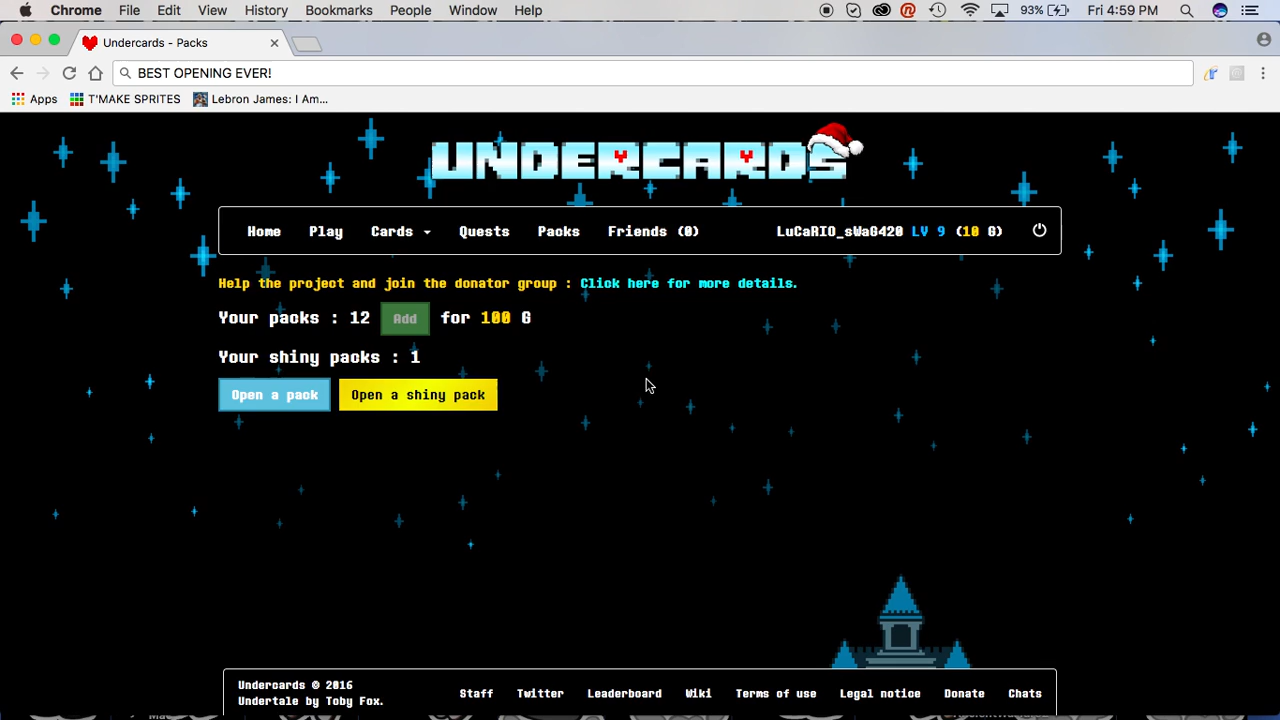 Chrome File Edit View History Bookmarks People Window Help 93% Fri 4:59 PM
Undercards - Packs
BEST OPENING EVER!
Apps T'MAKE SPRITES Lebron James: I Am...
UNDERCARDS
Home Play Cards Quests Packs Friends (0) LuCaRIO_sWaG420 LV 9 (10 G)
Help the project and join the donator group : Click here for more details.
Your packs : 12 Add for 100 G
Your shiny packs : 1
Open a pack Open a shiny pack
Undercards © 2016
Undertale by Toby Fox.
Staff Twitter Leaderboard Wiki Terms of use Legal notice Donate Chats